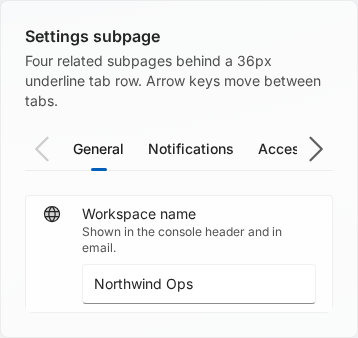 Settings subpage
Four related subpages behind a 36px
underline tab row. Arrow keys move between
tabs.
General Notifications Acces
Workspace name
Shown in the console header and in
email.
Northwind Ops